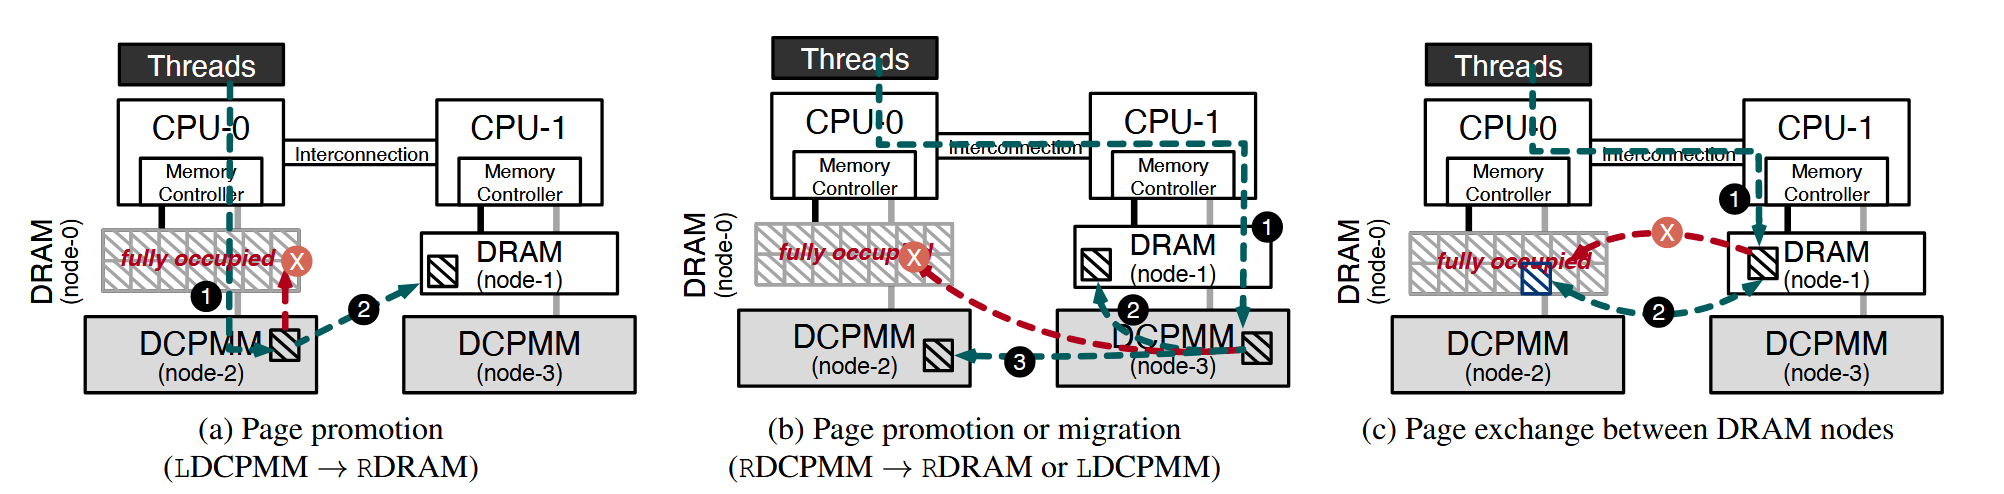 Threads
CPU-0
CPU-1
Interconnection
Memory
Controller
Memory
Controller
DRAM
(node-0)
fully occupied
X
DRAM
(node-1)
1
2
DCPMM
(node-2)
DCPMM
(node-3)
(a) Page promotion
(LDCPMM → RDRAM)
Threads
CPU-0
CPU-1
Interconnection
Memory
Controller
Memory
Controller
1
DRAM
(node-0)
fully occupied
X
DRAM
(node-1)
2
DCPMM
(node-2)
3
DCPMM
(node-3)
(b) Page promotion or migration
(RDCPMM → RDRAM or LDCPMM)
Threads
CPU-0
CPU-1
Interconnection
Memory
Controller
Memory
Controller
1
DRAM
(node-0)
fully occupied
X
DRAM
(node-1)
2
DCPMM
(node-2)
DCPMM
(node-3)
(c) Page exchange between DRAM nodes